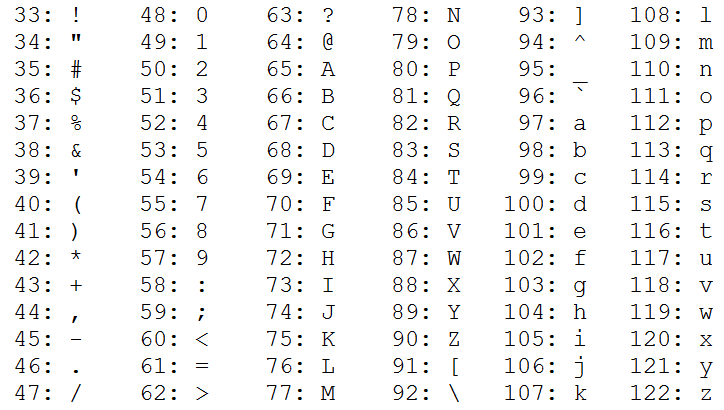 33: ! 48: 0 63: ? 78: N 93: ] 108: l
34: " 49: 1 64: @ 79: O 94: ^ 109: m
35: # 50: 2 65: A 80: P 95: _ 110: n
36: $ 51: 3 66: B 81: Q 96: ` 111: o
37: % 52: 4 67: C 82: R 97: a 112: p
38: & 53: 5 68: D 83: S 98: b 113: q
39: ' 54: 6 69: E 84: T 99: c 114: r
40: ( 55: 7 70: F 85: U 100: d 115: s
41: ) 56: 8 71: G 86: V 101: e 116: t
42: * 57: 9 72: H 87: W 102: f 117: u
43: + 58: : 73: I 88: X 103: g 118: v
44: , 59: ; 74: J 89: Y 104: h 119: w
45: - 60: < 75: K 90: Z 105: i 120: x
46: . 61: = 76: L 91: [ 106: j 121: y
47: / 62: > 77: M 92: \ 107: k 122: z